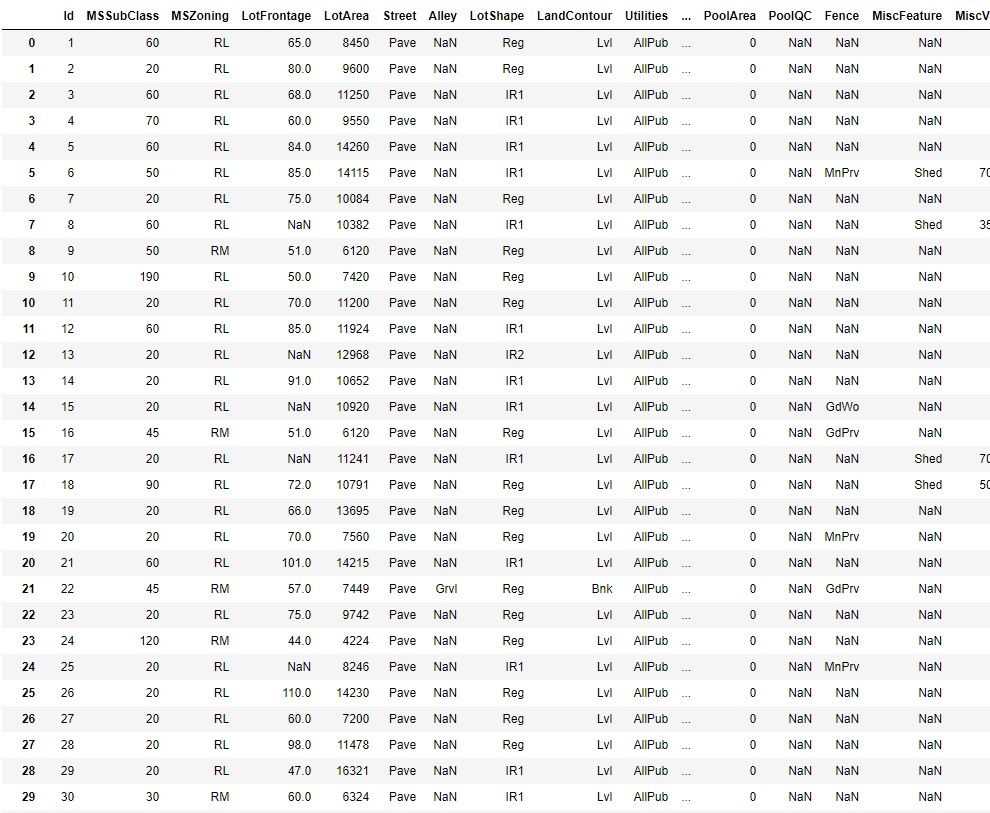 Id MSSubClass MSZoning LotFrontage LotArea Street Alley LotShape LandContour Utilities ... PoolArea PoolQC Fence MiscFeature MiscV
0 1 60 RL 65.0 8450 Pave NaN Reg Lvl AllPub ... 0 NaN NaN NaN
1 2 20 RL 80.0 9600 Pave NaN Reg Lvl AllPub ... 0 NaN NaN NaN
2 3 60 RL 68.0 11250 Pave NaN IR1 Lvl AllPub ... 0 NaN NaN NaN
3 4 70 RL 60.0 9550 Pave NaN IR1 Lvl AllPub ... 0 NaN NaN NaN
4 5 60 RL 84.0 14260 Pave NaN IR1 Lvl AllPub ... 0 NaN NaN NaN
5 6 50 RL 85.0 14115 Pave NaN IR1 Lvl AllPub ... 0 NaN MnPrv Shed 70
6 7 20 RL 75.0 10084 Pave NaN Reg Lvl AllPub ... 0 NaN NaN NaN
7 8 60 RL NaN 10382 Pave NaN IR1 Lvl AllPub ... 0 NaN NaN Shed 35
8 9 50 RM 51.0 6120 Pave NaN Reg Lvl AllPub ... 0 NaN NaN NaN
9 10 190 RL 50.0 7420 Pave NaN Reg Lvl AllPub ... 0 NaN NaN NaN
10 11 20 RL 70.0 11200 Pave NaN Reg Lvl AllPub ... 0 NaN NaN NaN
11 12 60 RL 85.0 11924 Pave NaN IR1 Lvl AllPub ... 0 NaN NaN NaN
12 13 20 RL NaN 12968 Pave NaN IR2 Lvl AllPub ... 0 NaN NaN NaN
13 14 20 RL 91.0 10652 Pave NaN IR1 Lvl AllPub ... 0 NaN NaN NaN
14 15 20 RL NaN 10920 Pave NaN IR1 Lvl AllPub ... 0 NaN GdWo NaN
15 16 45 RM 51.0 6120 Pave NaN Reg Lvl AllPub ... 0 NaN GdPrv NaN
16 17 20 RL NaN 11241 Pave NaN IR1 Lvl AllPub ... 0 NaN NaN Shed 70
17 18 90 RL 72.0 10791 Pave NaN Reg Lvl AllPub ... 0 NaN NaN Shed 50
18 19 20 RL 66.0 13695 Pave NaN Reg Lvl AllPub ... 0 NaN NaN NaN
19 20 20 RL 70.0 7560 Pave NaN Reg Lvl AllPub ... 0 NaN MnPrv NaN
20 21 60 RL 101.0 14215 Pave NaN IR1 Lvl AllPub ... 0 NaN NaN NaN
21 22 45 RM 57.0 7449 Pave Grvl Reg Bnk AllPub ... 0 NaN GdPrv NaN
22 23 20 RL 75.0 9742 Pave NaN Reg Lvl AllPub ... 0 NaN NaN NaN
23 24 120 RM 44.0 4224 Pave NaN Reg Lvl AllPub ... 0 NaN NaN NaN
24 25 20 RL NaN 8246 Pave NaN IR1 Lvl AllPub ... 0 NaN MnPrv NaN
25 26 20 RL 110.0 14230 Pave NaN Reg Lvl AllPub ... 0 NaN NaN NaN
26 27 20 RL 60.0 7200 Pave NaN Reg Lvl AllPub ... 0 NaN NaN NaN
27 28 20 RL 98.0 11478 Pave NaN Reg Lvl AllPub ... 0 NaN NaN NaN
28 29 20 RL 47.0 16321 Pave NaN IR1 Lvl AllPub ... 0 NaN NaN NaN
29 30 30 RM 60.0 6324 Pave NaN IR1 Lvl AllPub ... 0 NaN NaN NaN